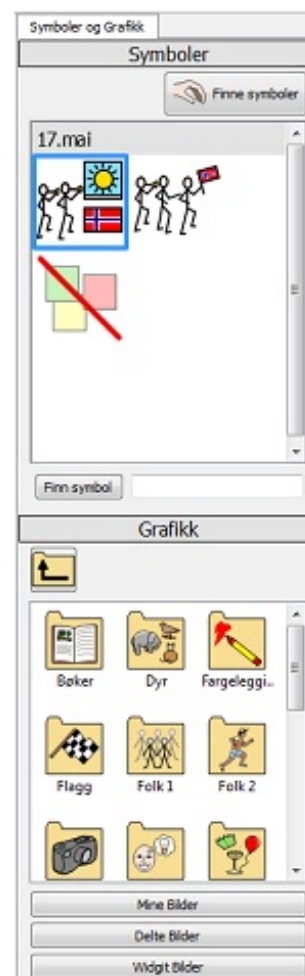 Symboler og Grafikk
Symboler
Finne symboler
17.mai
Finn symbol
Grafikk
Bøker Dyr Fargeleggi..
Flagg Folk 1 Folk 2
Mine Bilder
Delte Bilder
Widgit Bilder